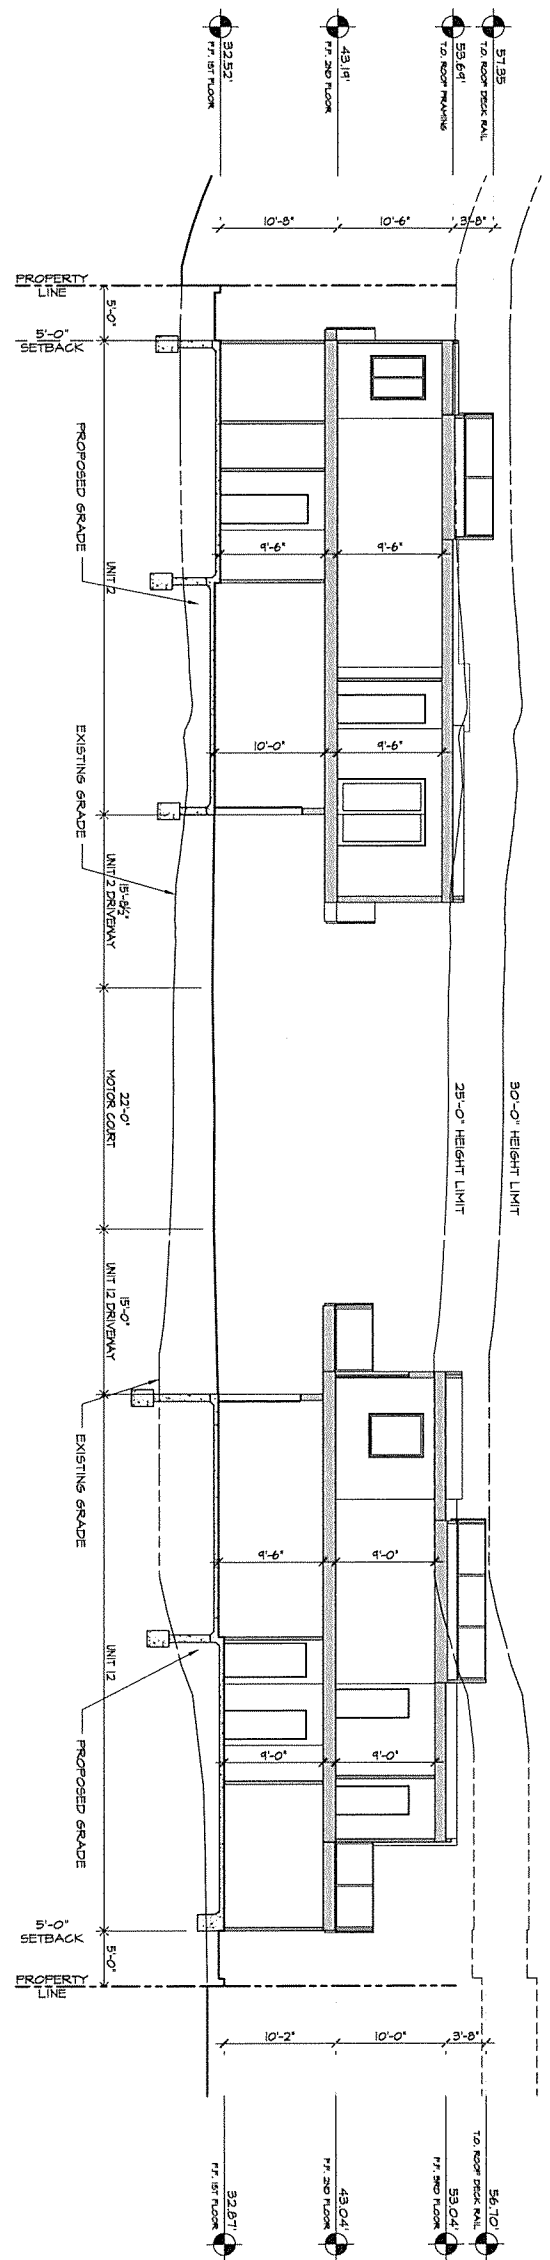 57.35
T.O. ROOF DECK RAIL
53.69'
T.O. ROOF FRAMING
43.19'
F.F. 2ND FLOOR
32.52'
F.F. 1ST FLOOR
3'-8"
10'-6"
10'-8"
PROPERTY
LINE
5'-0"
5'-0"
SETBACK
9'-6"
9'-6"
PROPOSED GRADE
UNIT 2
9'-6"
10'-0"
EXISTING GRADE
15'-8½"
UNIT 2 DRIVEWAY
30'-0" HEIGHT LIMIT
25'-0" HEIGHT LIMIT
22'-0"
MOTOR COURT
15'-0"
UNIT 12 DRIVEWAY
EXISTING GRADE
9'-0"
9'-6"
UNIT 12
9'-0"
9'-0"
PROPOSED GRADE
5'-0"
SETBACK
5'-0"
PROPERTY
LINE
3'-8"
10'-0"
10'-2"
56.70'
T.O. ROOF DECK RAIL
53.04'
F.F. 3RD FLOOR
43.04'
F.F. 2ND FLOOR
32.87'
F.F. 1ST FLOOR